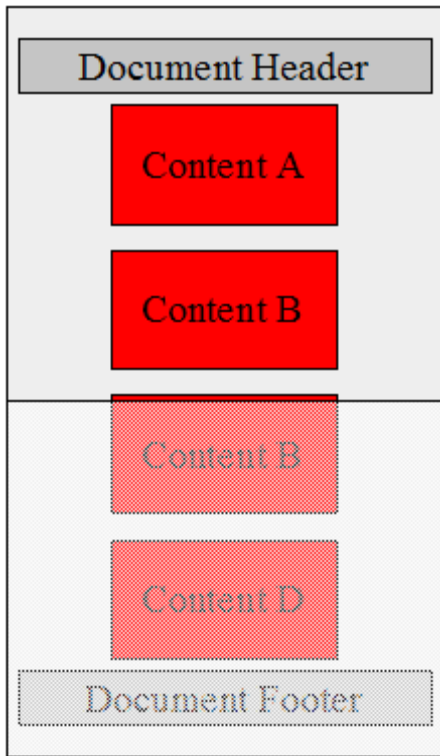 Document Header
Content A
Content B
Content B
Content D
Document Footer